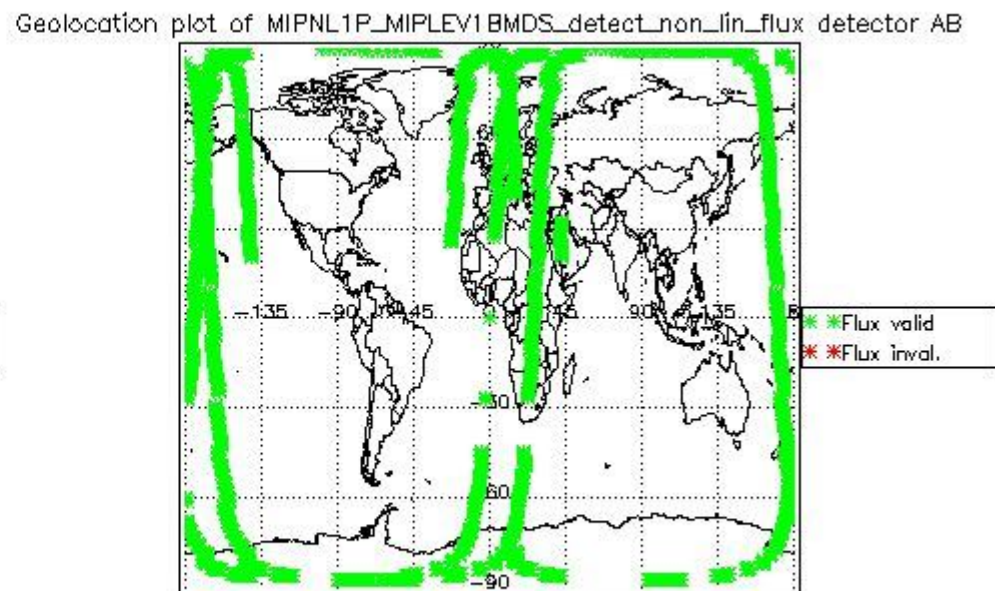 Geolocation plot of MIPNL1P_MIPLEV1BMDS_detect_non_lin_flux detector AB
-135 -90 -45 0 45 90 135
-30
-60
-90
Flux valid
Flux inval.